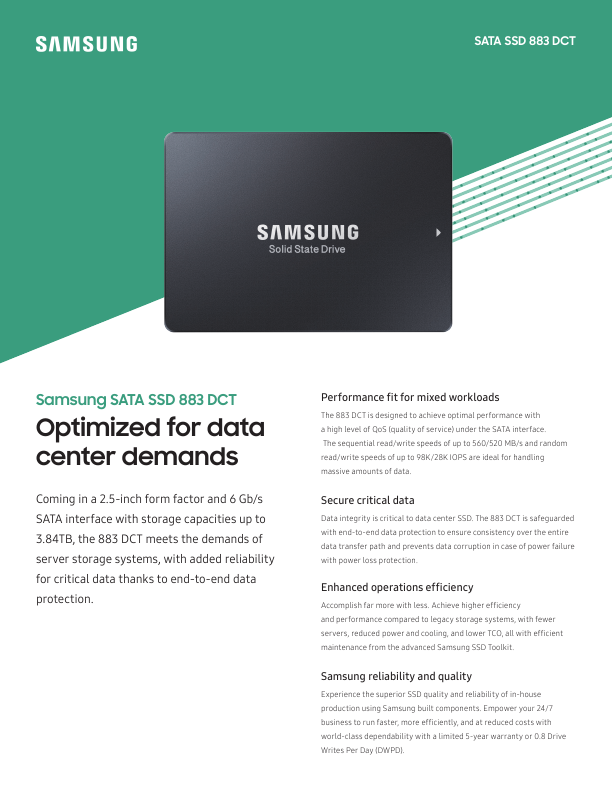 SAMSUNG
SATA SSD 883 DCT
SAMSUNG
Solid State Drive
Samsung SATA SSD 883 DCT
Optimized for data
center demands
Coming in a 2.5-inch form factor and 6 Gb/s
SATA interface with storage capacities up to
3.84TB, the 883 DCT meets the demands of
server storage systems, with added reliability
for critical data thanks to end-to-end data
protection.
Performance fit for mixed workloads
The 883 DCT is designed to achieve optimal performance with
a high level of QoS (quality of service) under the SATA interface.
The sequential read/write speeds of up to 560/520 MB/s and random
read/write speeds of up to 98K/28K IOPS are ideal for handling
massive amounts of data.
Secure critical data
Data integrity is critical to data center SSD. The 883 DCT is safeguarded
with end-to-end data protection to ensure consistency over the entire
data transfer path and prevents data corruption in case of power failure
with power loss protection.
Enhanced operations efficiency
Accomplish far more with less. Achieve higher efficiency
and performance compared to legacy storage systems, with fewer
servers, reduced power and cooling, and lower TCO, all with efficient
maintenance from the advanced Samsung SSD Toolkit.
Samsung reliability and quality
Experience the superior SSD quality and reliability of in-house
production using Samsung built components. Empower your 24/7
business to run faster, more efficiently, and at reduced costs with
world-class dependability with a limited 5-year warranty or 0.8 Drive
Writes Per Day (DWPD).